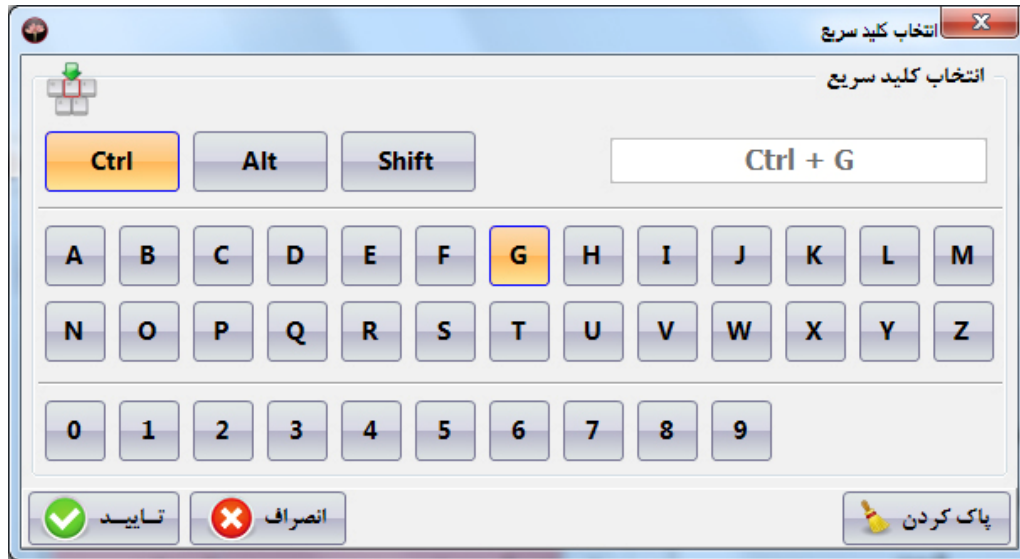 انتخاب کلید سریع
انتخاب کلید سریع
Ctrl Alt Shift Ctrl + G
A B C D E F G H I J K L M
N O P Q R S T U V W X Y Z
0 1 2 3 4 5 6 7 8 9
تــاییــد انصراف پاک کردن